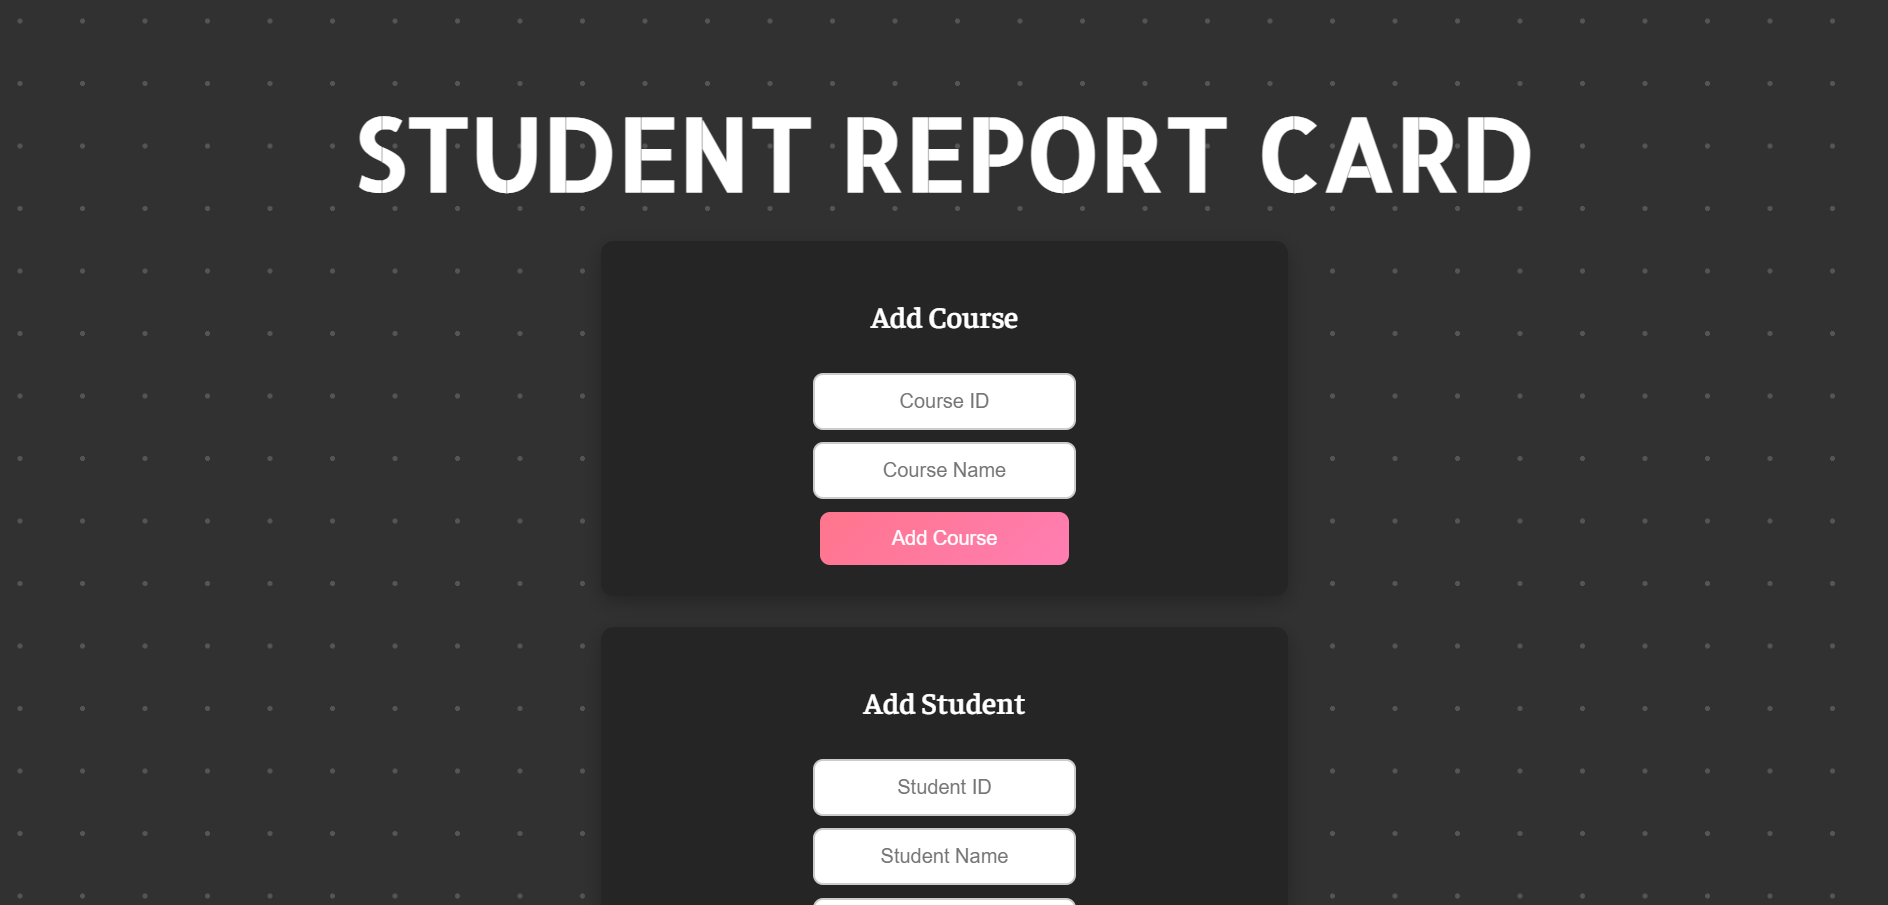 STUDENT REPORT CARD
Add Course
Course ID
Course Name
Add Course
Add Student
Student ID
Student Name